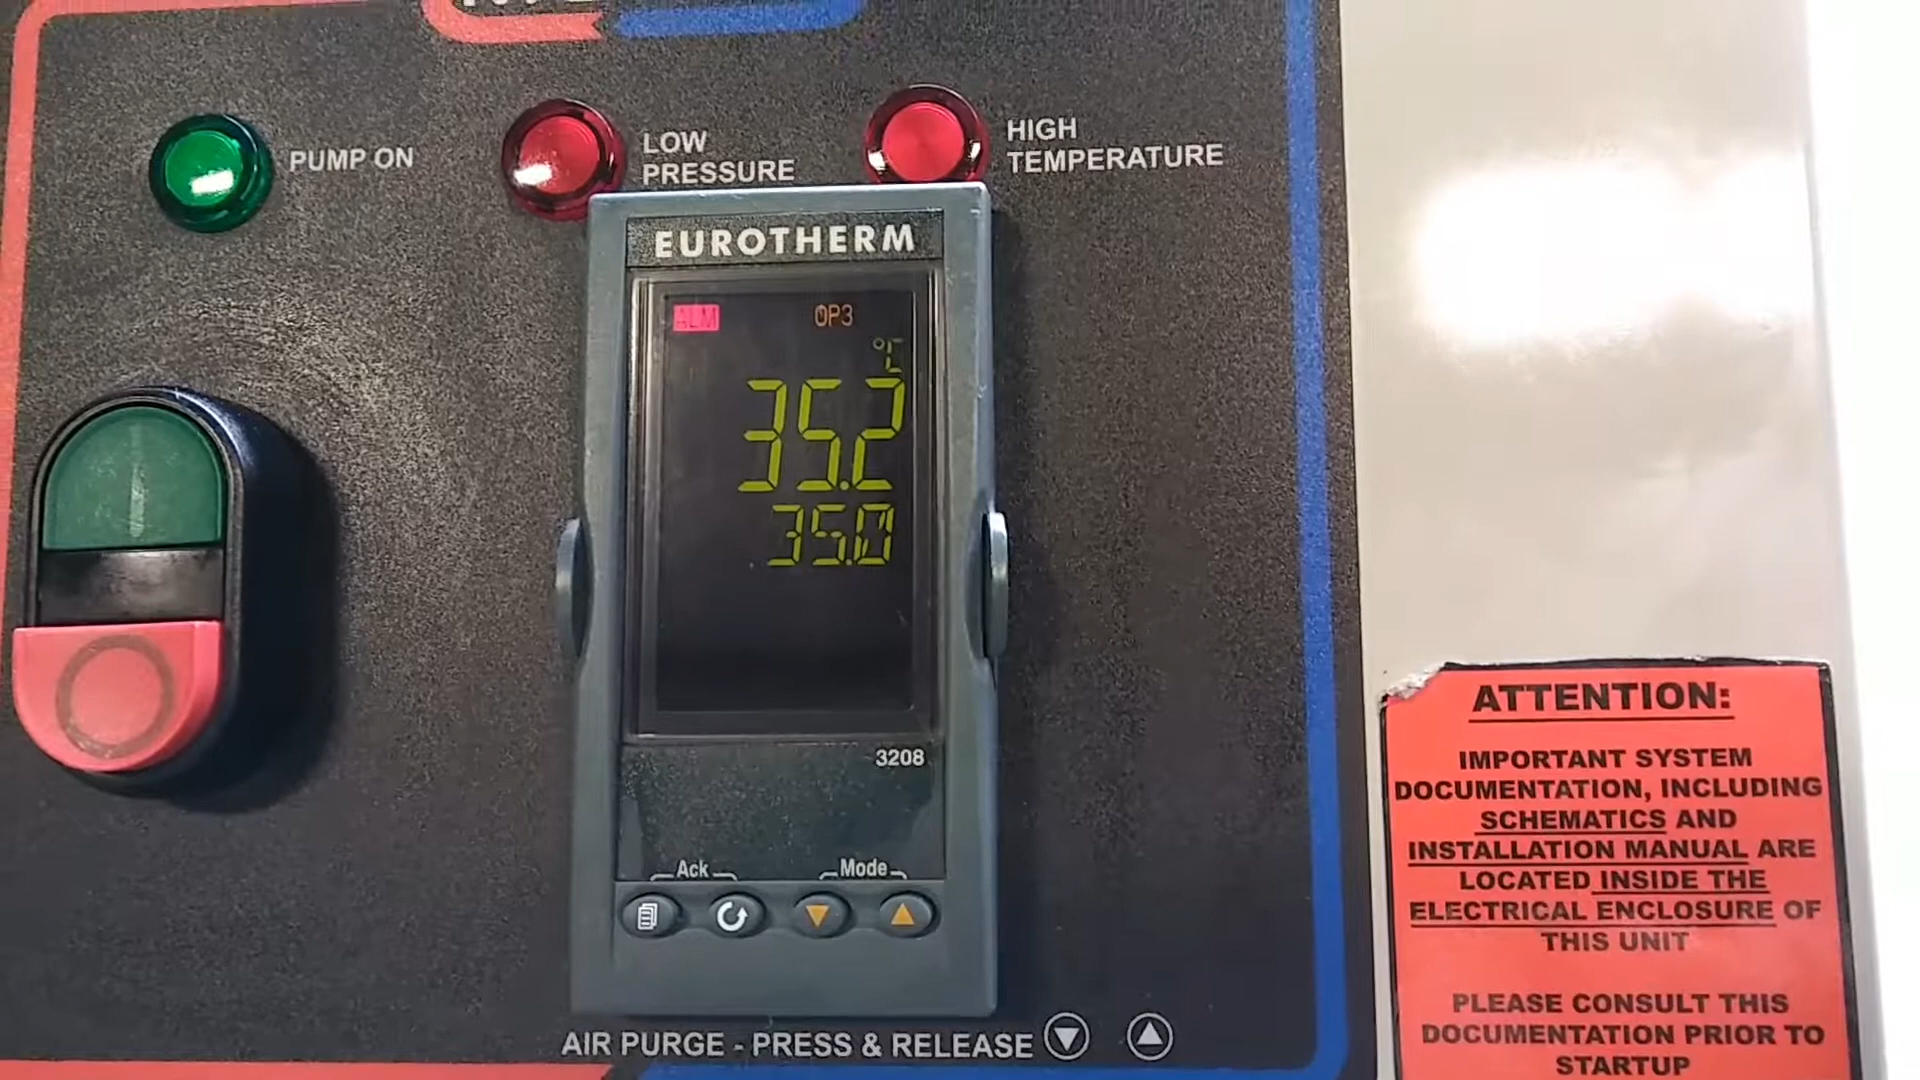 PUMP ON
LOW
PRESSURE
HIGH
TEMPERATURE
EUROTHERM
ALM OP3
°C
35.2
35.0
3208
Ack Mode
AIR PURGE - PRESS & RELEASE
ATTENTION:
IMPORTANT SYSTEM
DOCUMENTATION, INCLUDING
SCHEMATICS AND
INSTALLATION MANUAL ARE
LOCATED INSIDE THE
ELECTRICAL ENCLOSURE OF
THIS UNIT
PLEASE CONSULT THIS
DOCUMENTATION PRIOR TO
STARTUP